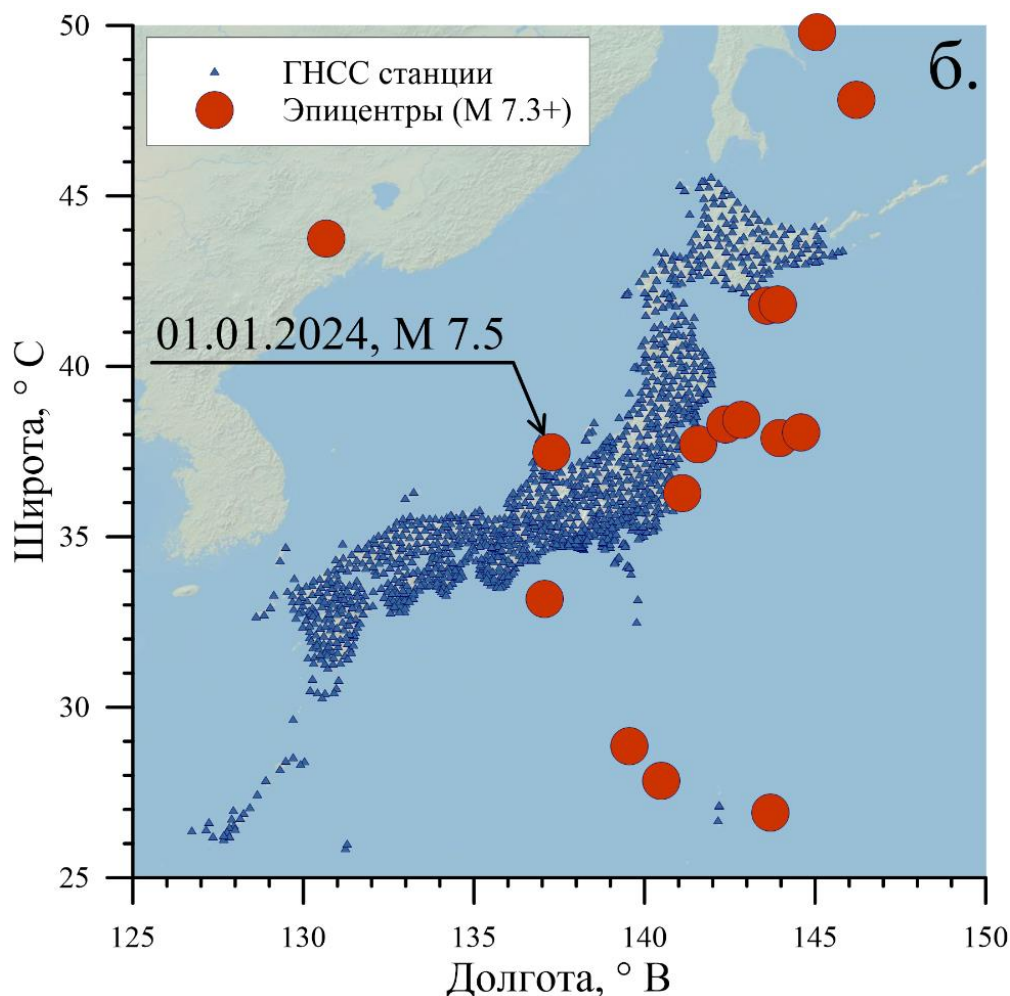 50
45
40
35
30
25
Широта, ° С
ГНСС станции
Эпицентры (М 7.3+)
б.
01.01.2024, М 7.5
125
130
135
140
145
150
Долгота, ° В